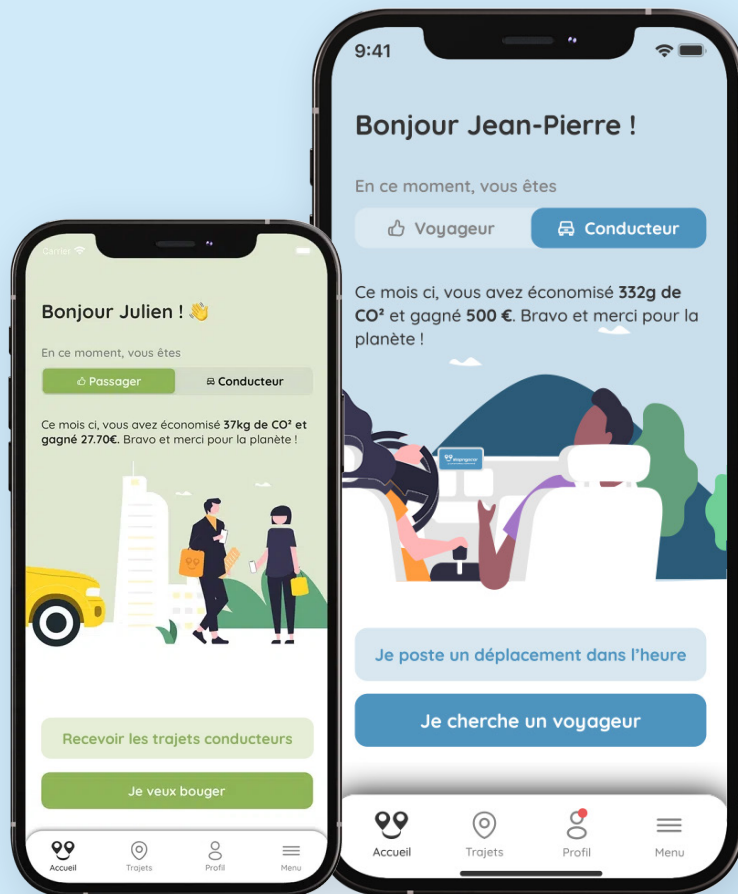 9:41
Bonjour Jean-Pierre !
En ce moment, vous êtes
Voyageur
Conducteur
Ce mois ci, vous avez économisé 332g de
CO² et gagné 500 €. Bravo et merci pour la
planète !
Je poste un déplacement dans l'heure
Je cherche un voyageur
Accueil
Trajets
Profil
Menu
Carrier
Bonjour Julien ! 👋
En ce moment, vous êtes
Passager
Conducteur
Ce mois ci, vous avez économisé 37kg de CO² et
gagné 27.70€. Bravo et merci pour la planète !
Recevoir les trajets conducteurs
Je veux bouger
Accueil
Trajets
Profil
Menu